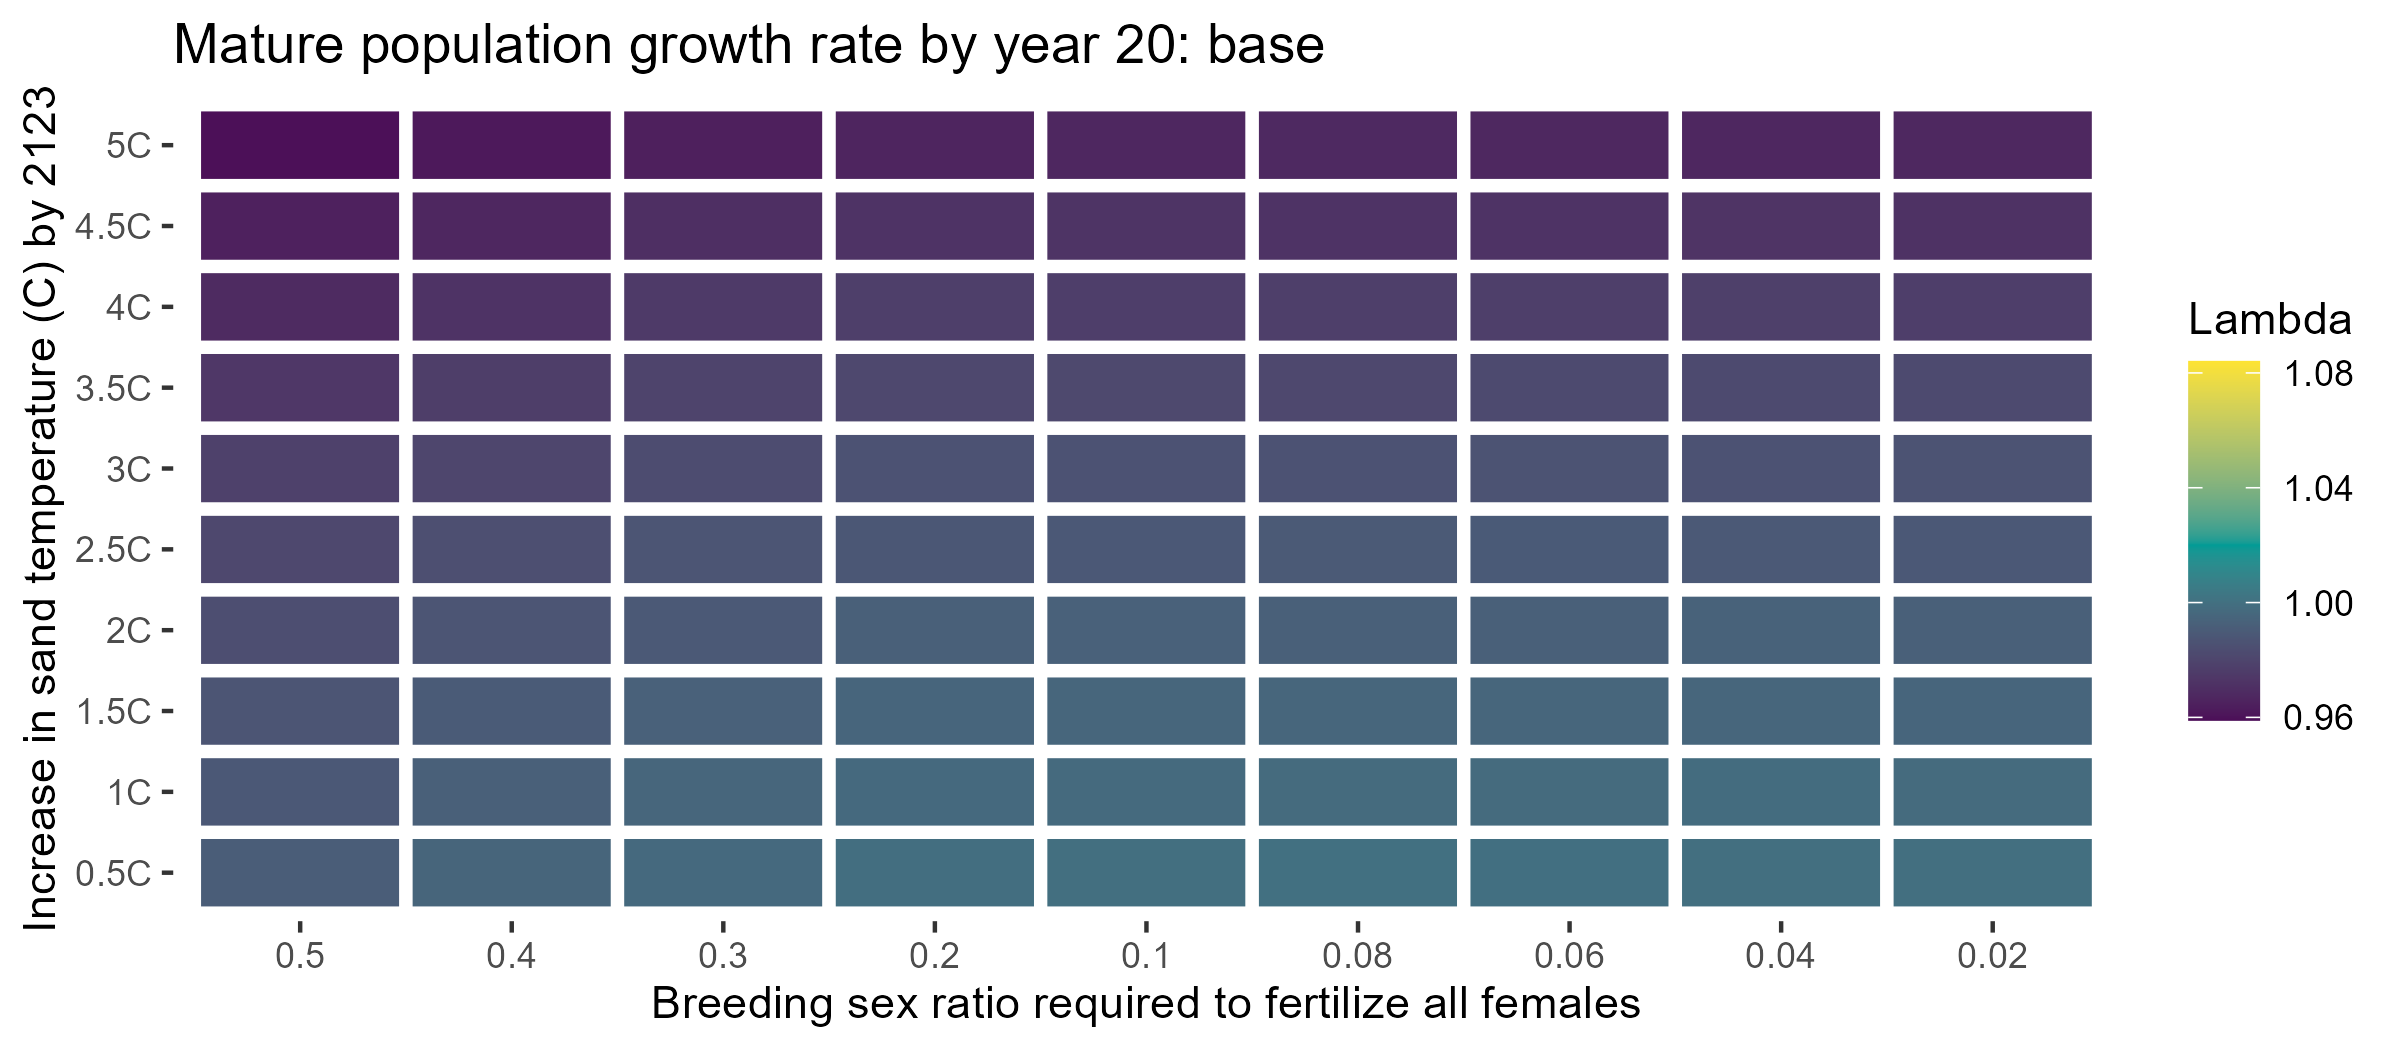 Mature population growth rate by year 20: base
Increase in sand temperature (C) by 2123
5C
4.5C
4C
3.5C
3C
2.5C
2C
1.5C
1C
0.5C
0.5 0.4 0.3 0.2 0.1 0.08 0.06 0.04 0.02
Breeding sex ratio required to fertilize all females
Lambda
1.08
1.04
1.00
0.96